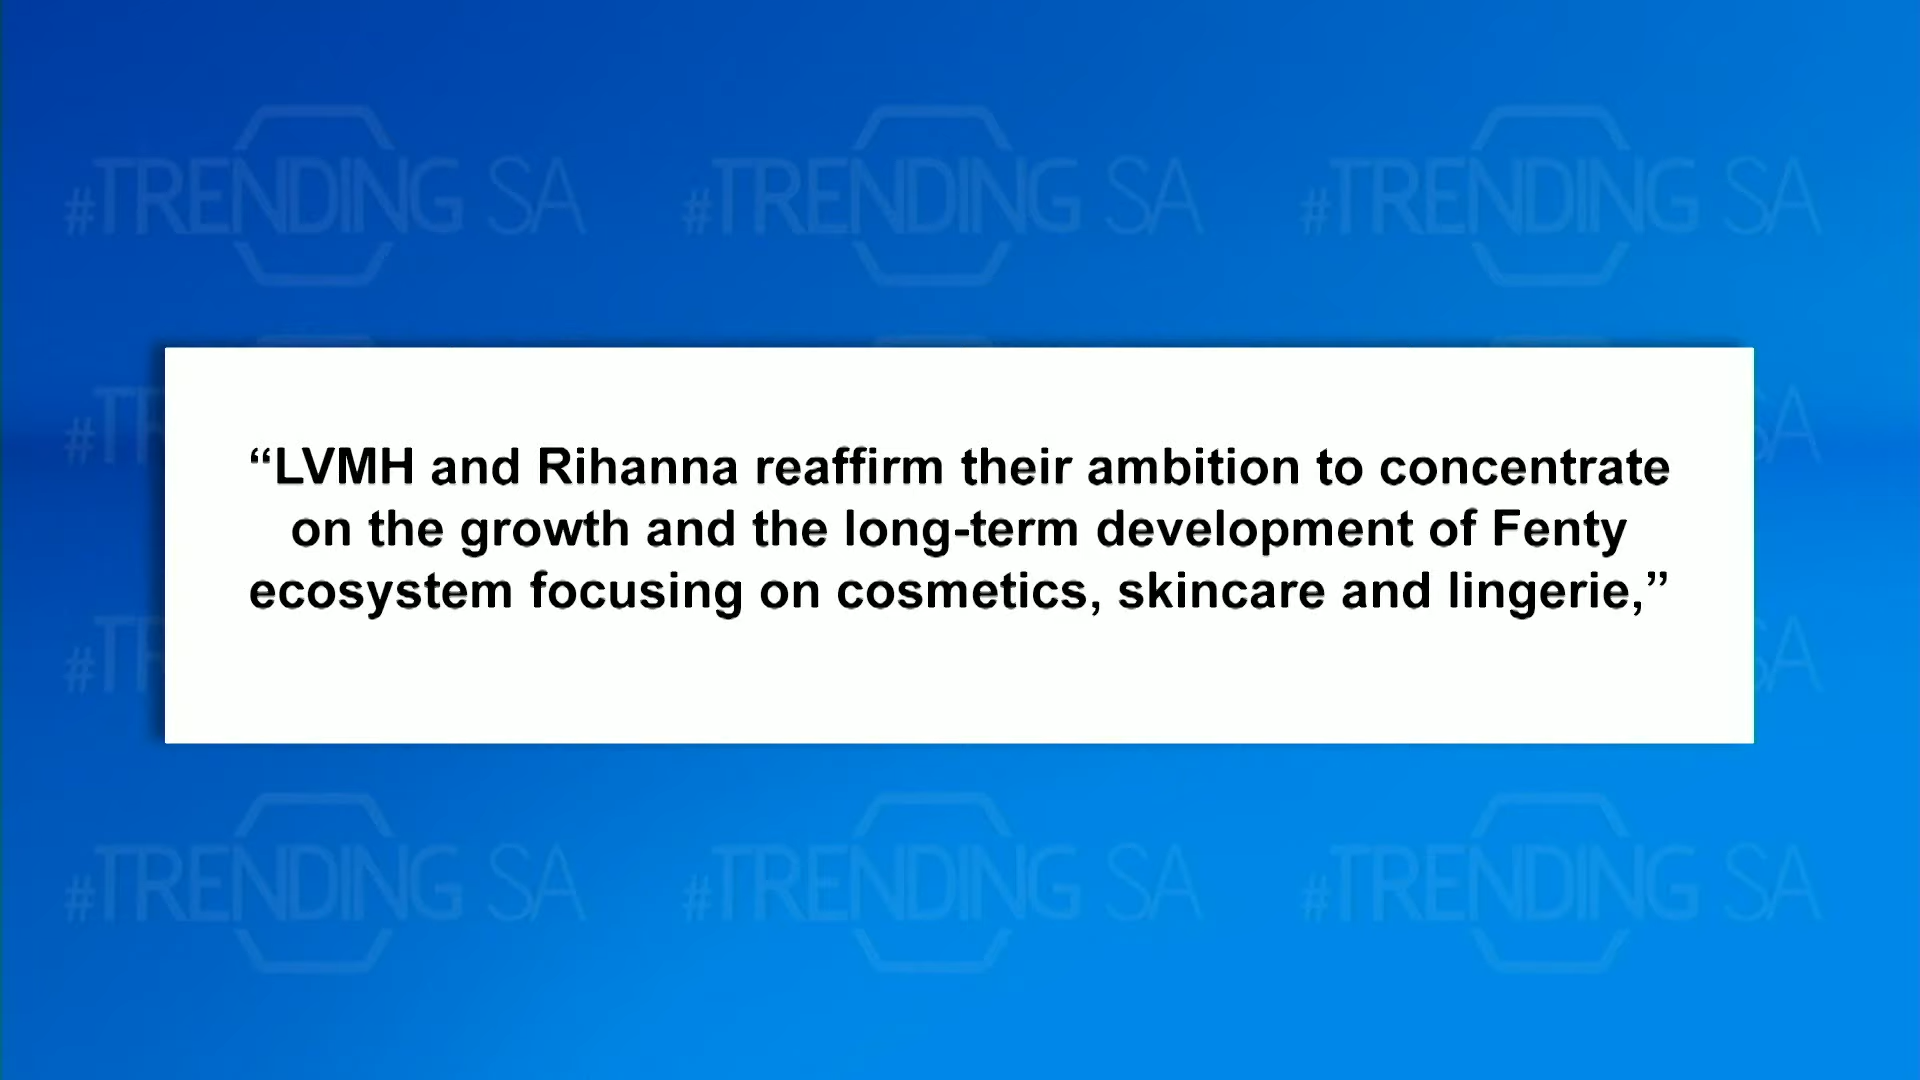 #TRENDING SA #TRENDING SA #TRENDING SA
“LVMH and Rihanna reaffirm their ambition to concentrate
on the growth and the long-term development of Fenty
ecosystem focusing on cosmetics, skincare and lingerie,”
#TRENDING SA #TRENDING SA #TRENDING SA